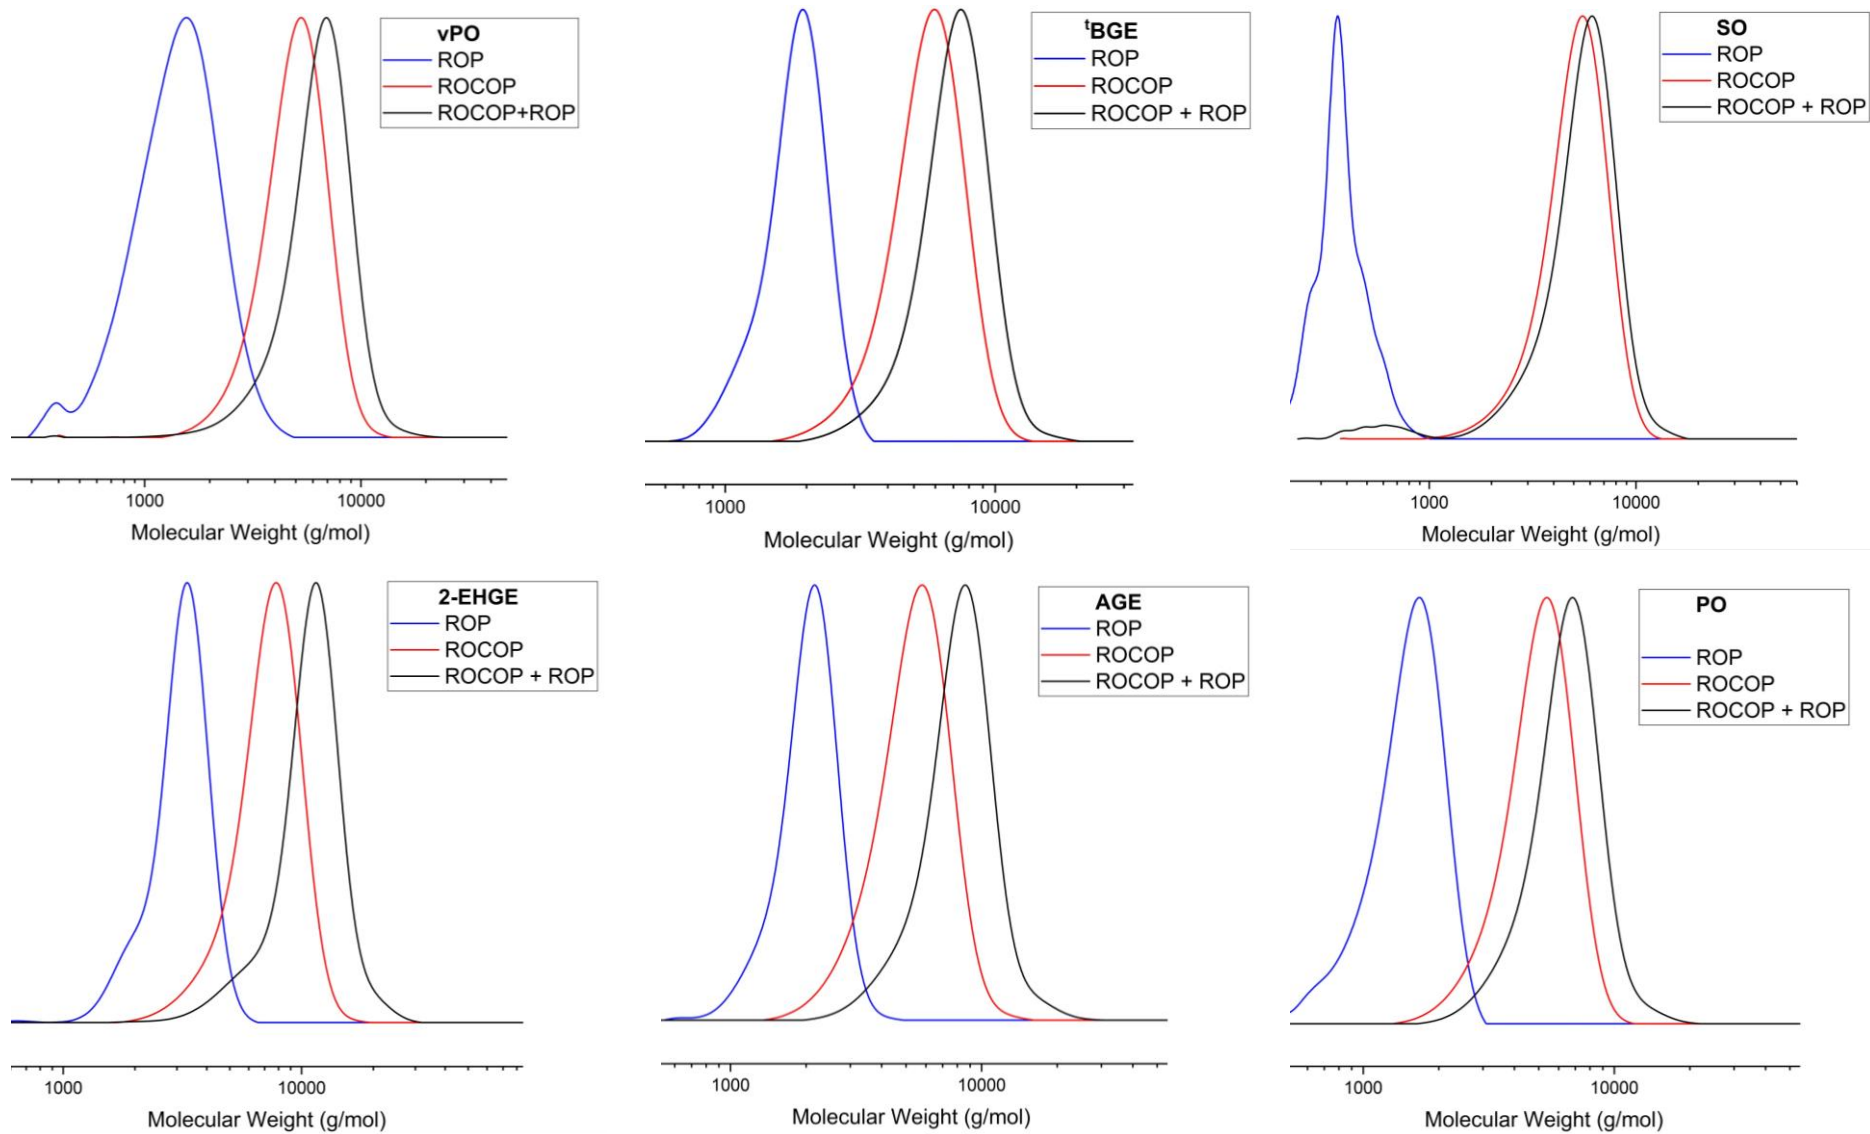 vPO
ROP
ROCOP
ROCOP+ROP
1000 10000
Molecular Weight (g/mol)
ᵗBGE
ROP
ROCOP
ROCOP + ROP
1000 10000
Molecular Weight (g/mol)
SO
ROP
ROCOP
ROCOP + ROP
1000 10000
Molecular Weight (g/mol)
2-EHGE
ROP
ROCOP
ROCOP + ROP
1000 10000
Molecular Weight (g/mol)
AGE
ROP
ROCOP
ROCOP + ROP
1000 10000
Molecular Weight (g/mol)
PO
ROP
ROCOP
ROCOP + ROP
1000 10000
Molecular Weight (g/mol)